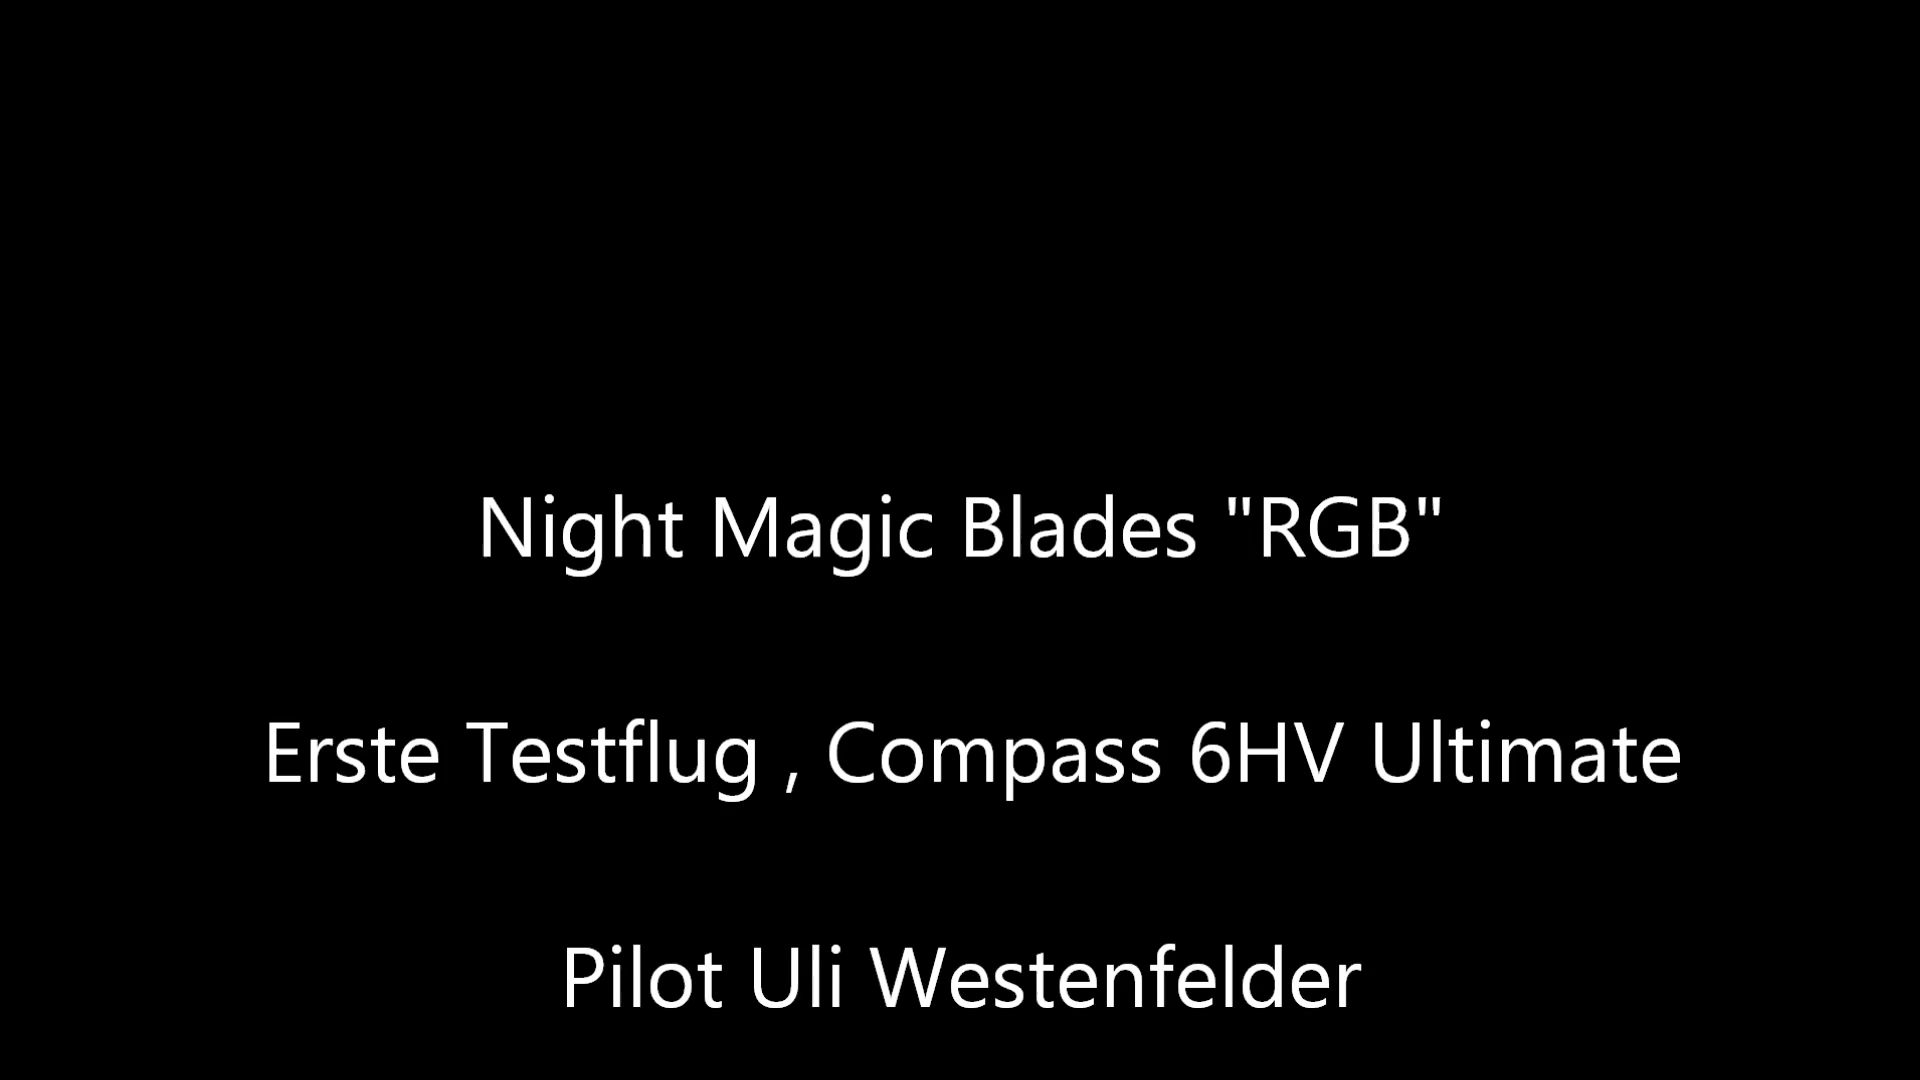 Night Magic Blades "RGB"
Erste Testflug , Compass 6HV Ultimate
Pilot Uli Westenfelder